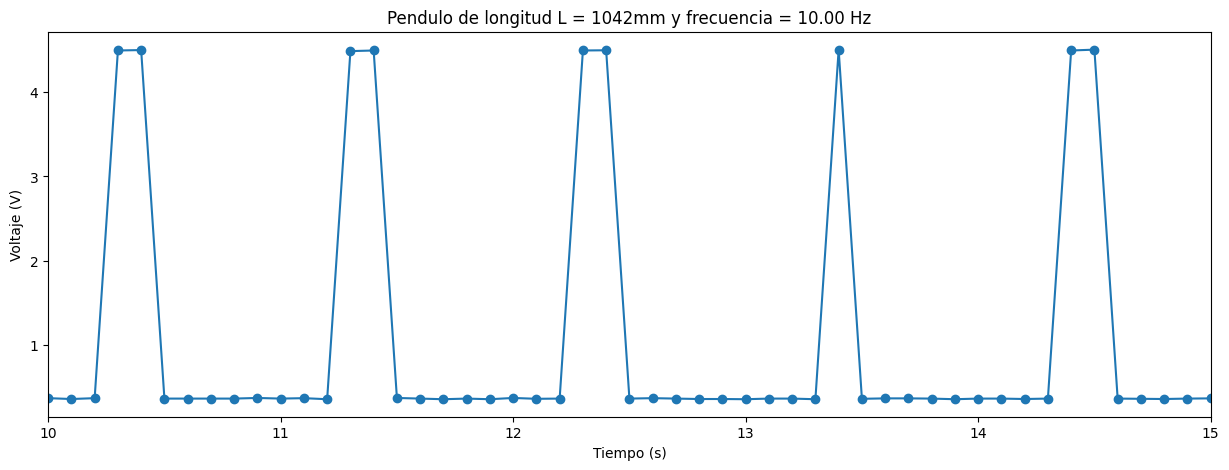 Pendulo de longitud L = 1042mm y frecuencia = 10.00 Hz
Voltaje (V)
4
3
2
1
10 11 12 13 14 15
Tiempo (s)